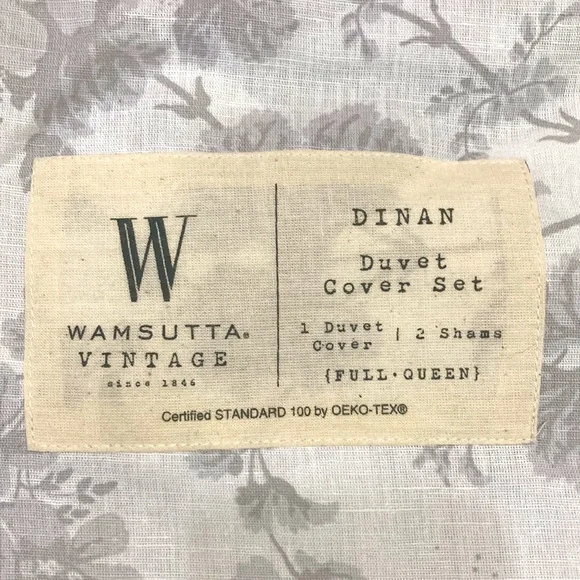 W
WAMSUTTA®
VINTAGE
since 1846
DINAN
Duvet
Cover Set
1 Duvet
Cover
| 2 Shams
{FULL·QUEEN}
Certified STANDARD 100 by OEKO-TEX®